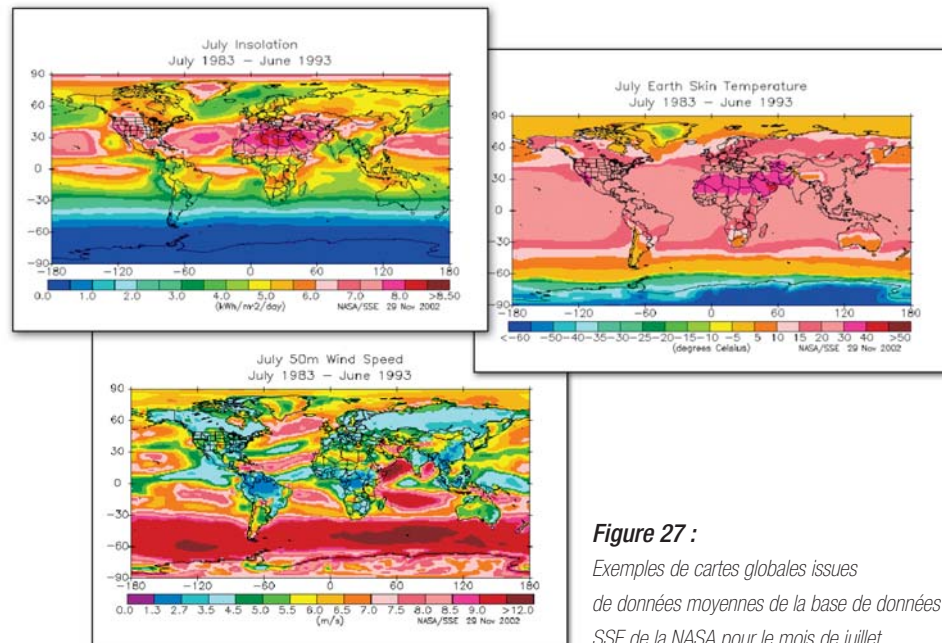 July Insolation
July 1983 – June 1993
90
60
30
0
−30
−60
−90
−180 −120 −60 0 60 120 180
0.0 1.0 2.0 3.0 4.0 5.0 6.0 7.0 8.0 >8.50
(kWh/m2/day) NASA/SSE 29 Nov 2002
July Earth Skin Temperature
July 1983 – June 1993
90
60
30
0
−30
−60
−90
−180 −120 −60 0 60 120 180
<−60 −50−40−30−25−20−15−10 −5 5 10 15 20 30 40 >50
(degrees Celsius) NASA/SSE 29 Nov 2002
July 50m Wind Speed
July 1983 – June 1993
90
60
30
0
−30
−60
−90
−180 −120 −60 0 60 120 180
0.0 1.3 2.7 3.5 4.5 5.0 5.5 6.0 6.5 7.0 7.5 8.0 8.5 9.0 >12.0
(m/s) NASA/SSE 29 Nov 2002
Figure 27 :
Exemples de cartes globales issues
de données moyennes de la base de données
SSE de la NASA pour le mois de juillet